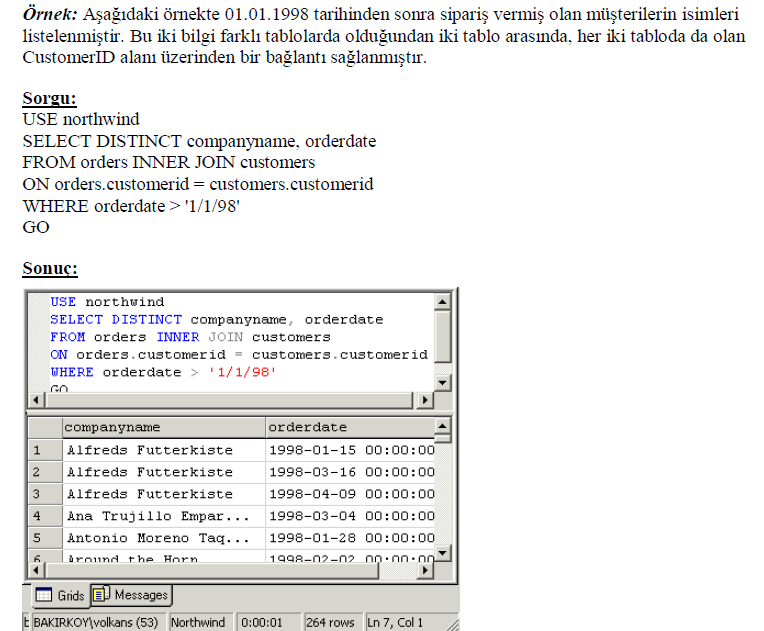 Örnek: Aşağıdaki örnekte 01.01.1998 tarihinden sonra sipariş vermiş olan müşterilerin isimleri
listelenmiştir. Bu iki bilgi farklı tablolarda olduğundan iki tablo arasında, her iki tabloda da olan
CustomerID alanı üzerinden bir bağlantı sağlanmıştır.
Sorgu:
USE northwind
SELECT DISTINCT companyname, orderdate
FROM orders INNER JOIN customers
ON orders.customerid = customers.customerid
WHERE orderdate > '1/1/98'
GO
Sonuç:
USE northwind
SELECT DISTINCT companyname, orderdate
FROM orders INNER JOIN customers
ON orders.customerid = customers.customerid
WHERE orderdate > '1/1/98'
GO
companyname orderdate
1 Alfreds Futterkiste 1998-01-15 00:00:00
2 Alfreds Futterkiste 1998-03-16 00:00:00
3 Alfreds Futterkiste 1998-04-09 00:00:00
4 Ana Trujillo Empar... 1998-03-04 00:00:00
5 Antonio Moreno Taq... 1998-01-28 00:00:00
6 Around the Horn 1998-02-02 00:00:00
Grids Messages
BAKIRKOY\volkans (53) Northwind 0:00:01 264 rows Ln 7, Col 1